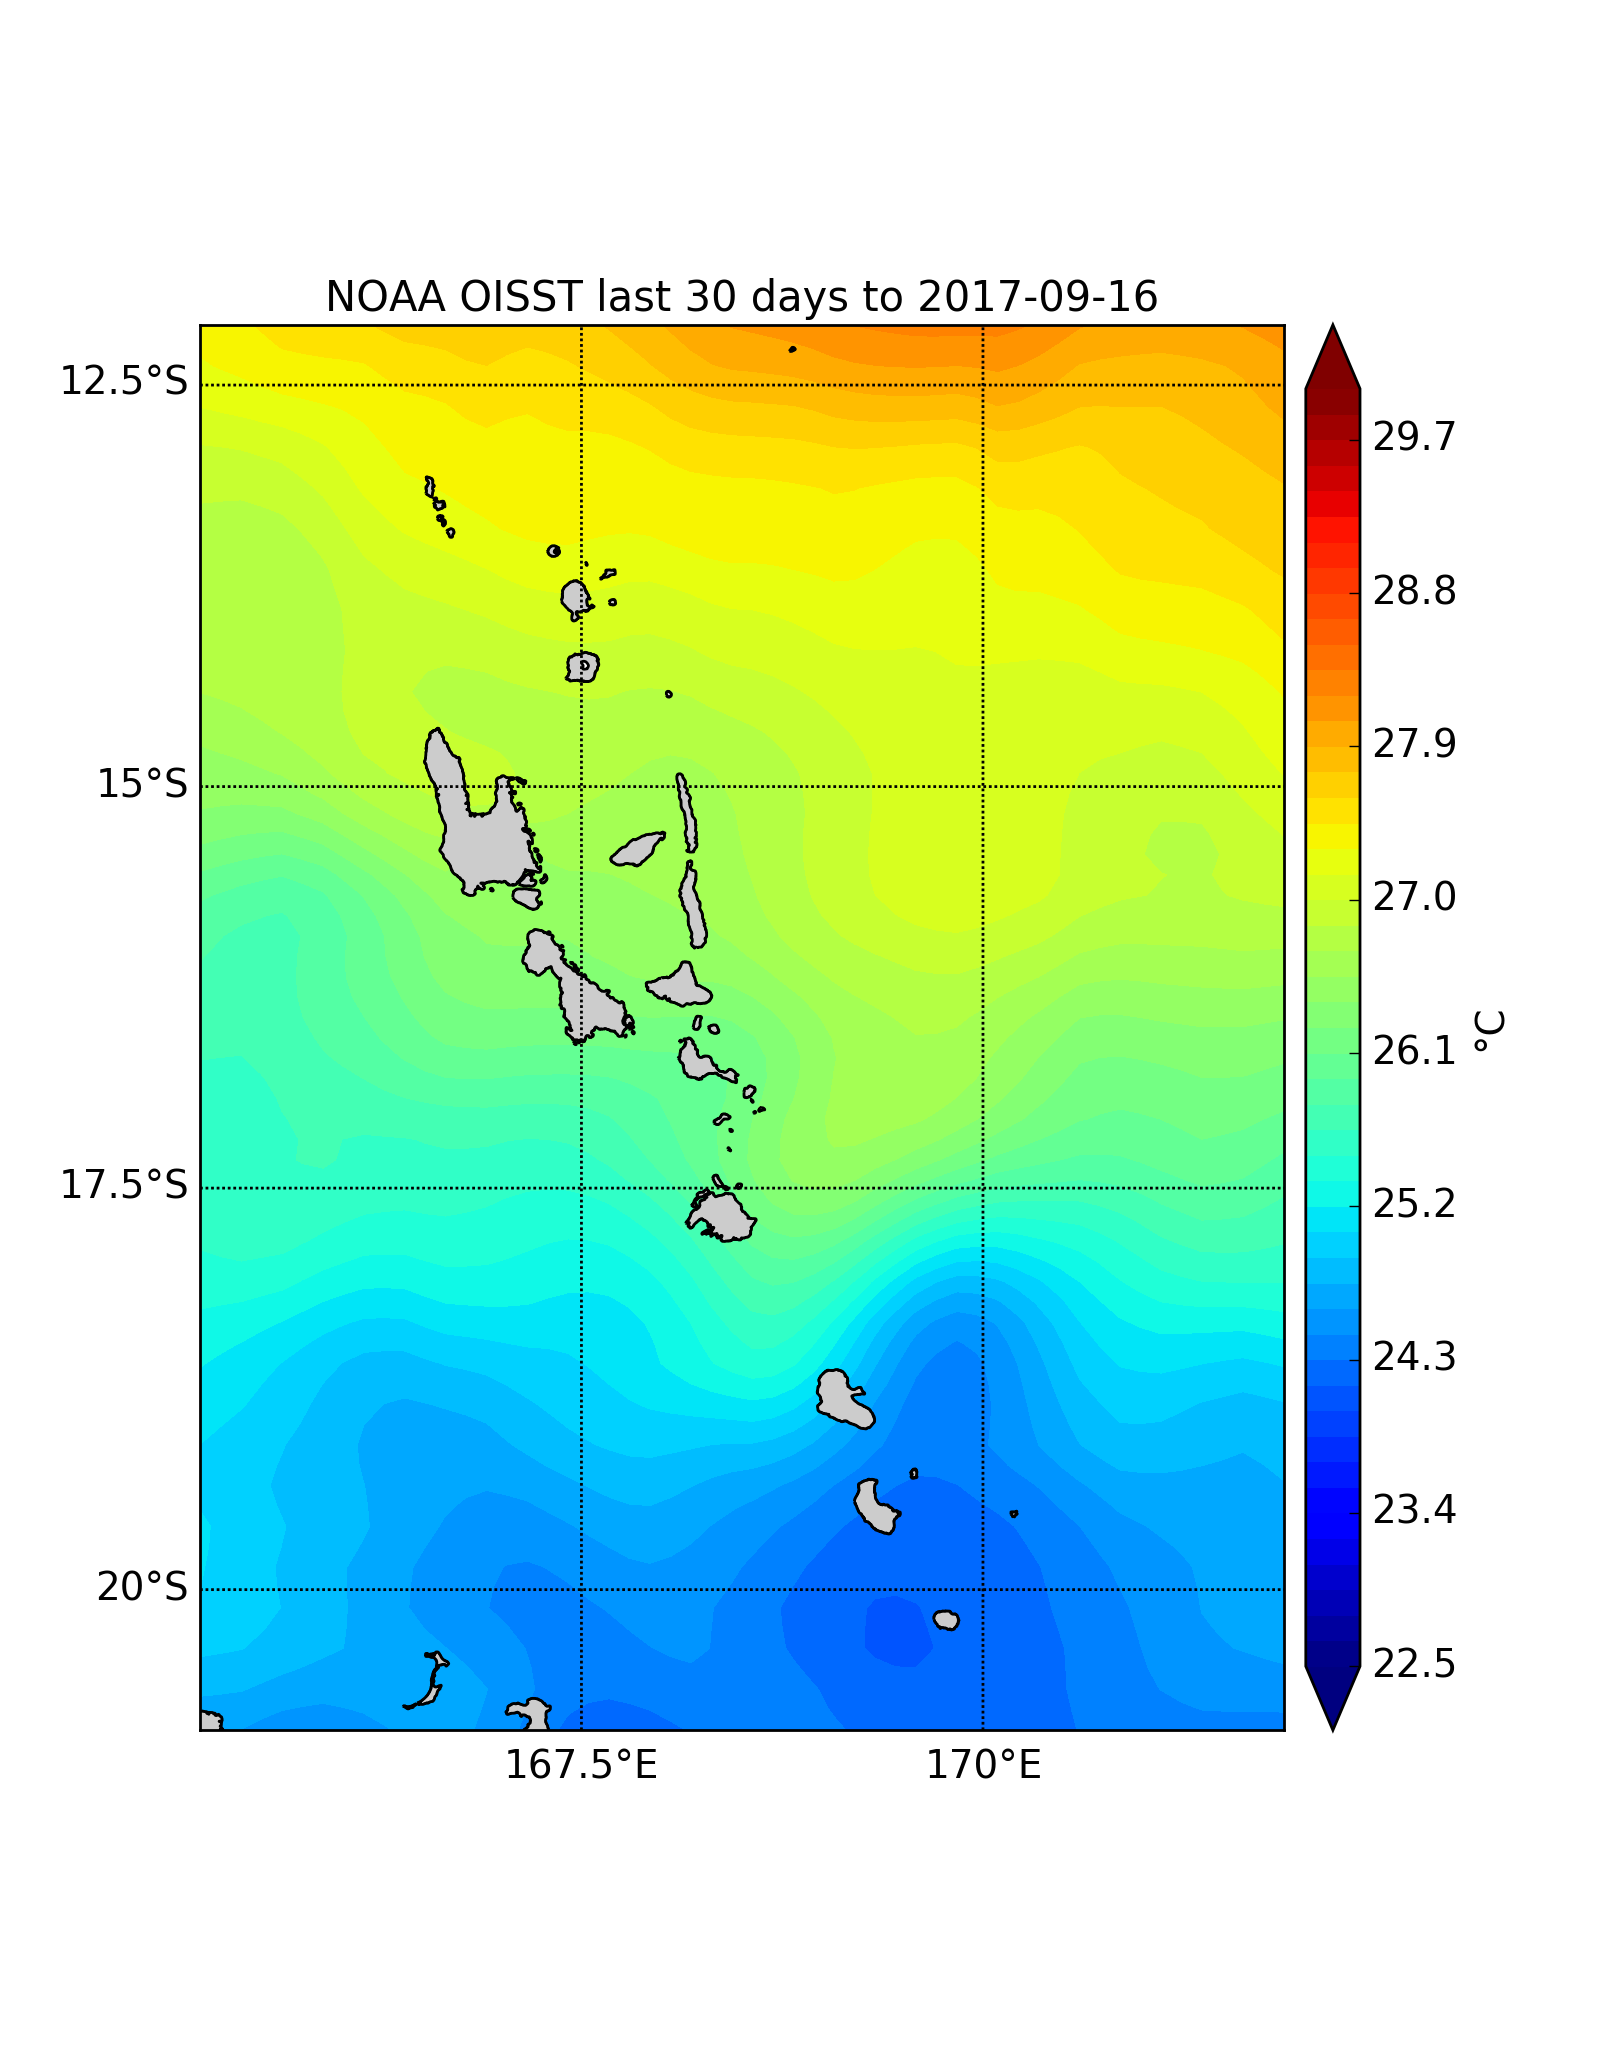 NOAA OISST last 30 days to 2017-09-16
12.5°S
15°S
17.5°S
20°S
167.5°E
170°E
29.7
28.8
27.9
27.0
26.1
25.2
24.3
23.4
22.5
°C